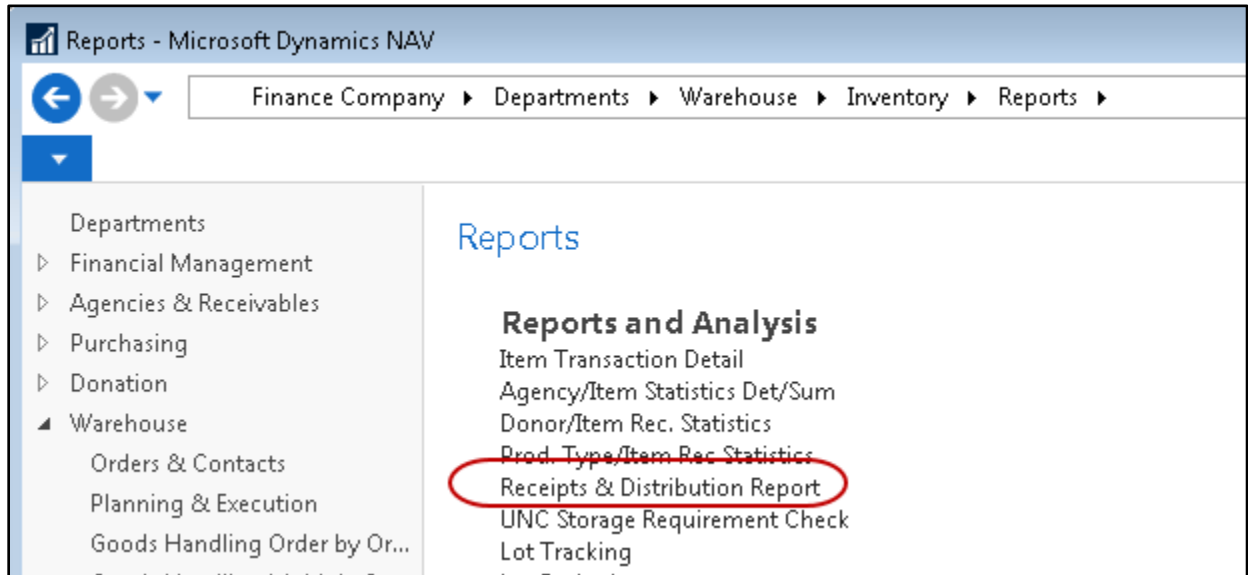 Reports - Microsoft Dynamics NAV
Finance Company ▸ Departments ▸ Warehouse ▸ Inventory ▸ Reports ▸
Departments
Financial Management
Agencies & Receivables
Purchasing
Donation
Warehouse
Orders & Contacts
Planning & Execution
Goods Handling Order by Or...
Reports
Reports and Analysis
Item Transaction Detail
Agency/Item Statistics Det/Sum
Donor/Item Rec. Statistics
Prod. Type/Item Rec Statistics
Receipts & Distribution Report
UNC Storage Requirement Check
Lot Tracking